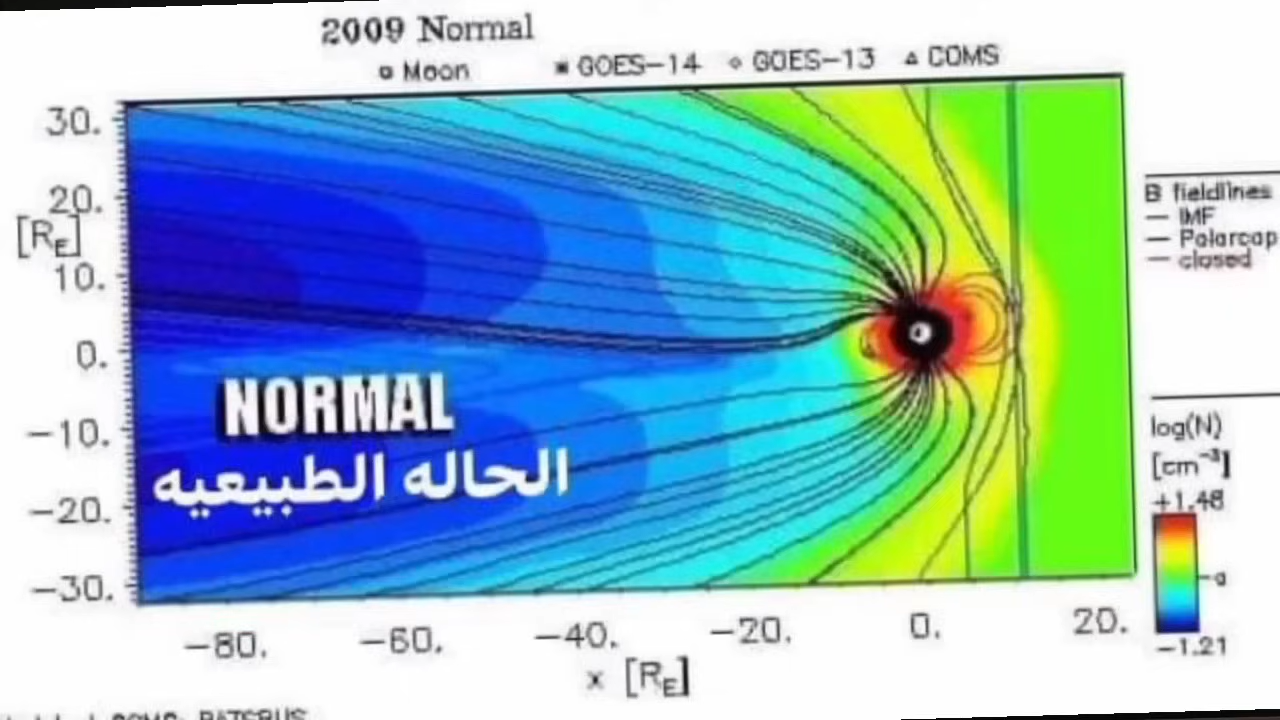 2009 Normal
Moon GOES-14 GOES-13 COMS
30.
20.
[RE]
10.
0.
-10.
-20.
-30.
NORMAL
الحاله الطبيعيه
-80. -60. -40. -20. 0. 20.
x [RE]
B fieldlines
— IMF
— Polarcap
— closed
log(N)
[cm⁻³]
+1.48
-1.21